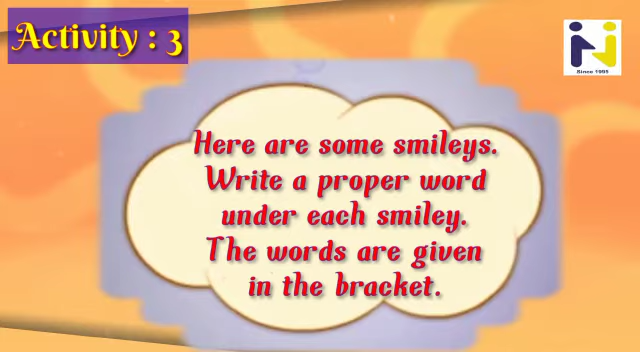 Activity : 3
Since 1995
Here are some smileys.
Write a proper word
under each smiley.
The words are given
in the bracket.